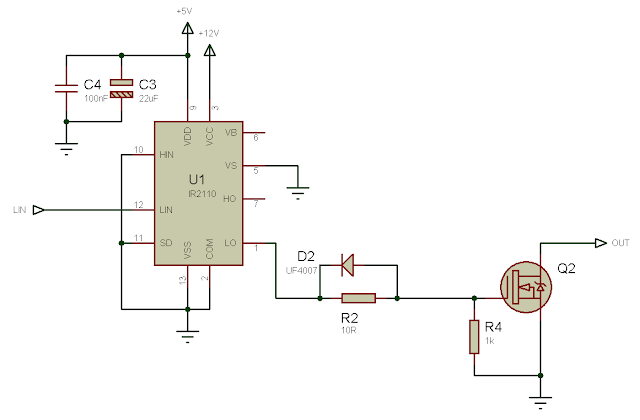 +5V
+12V
C4
100nF
C3
22uF
9
3
VDD
VCC
VB
6
10
HIN
VS
5
U1
IR2110
HO
7
LIN
12
LIN
11
SD
LO
1
VSS
COM
13
2
D2
UF4007
R2
10R
Q2
OUT
R4
1k